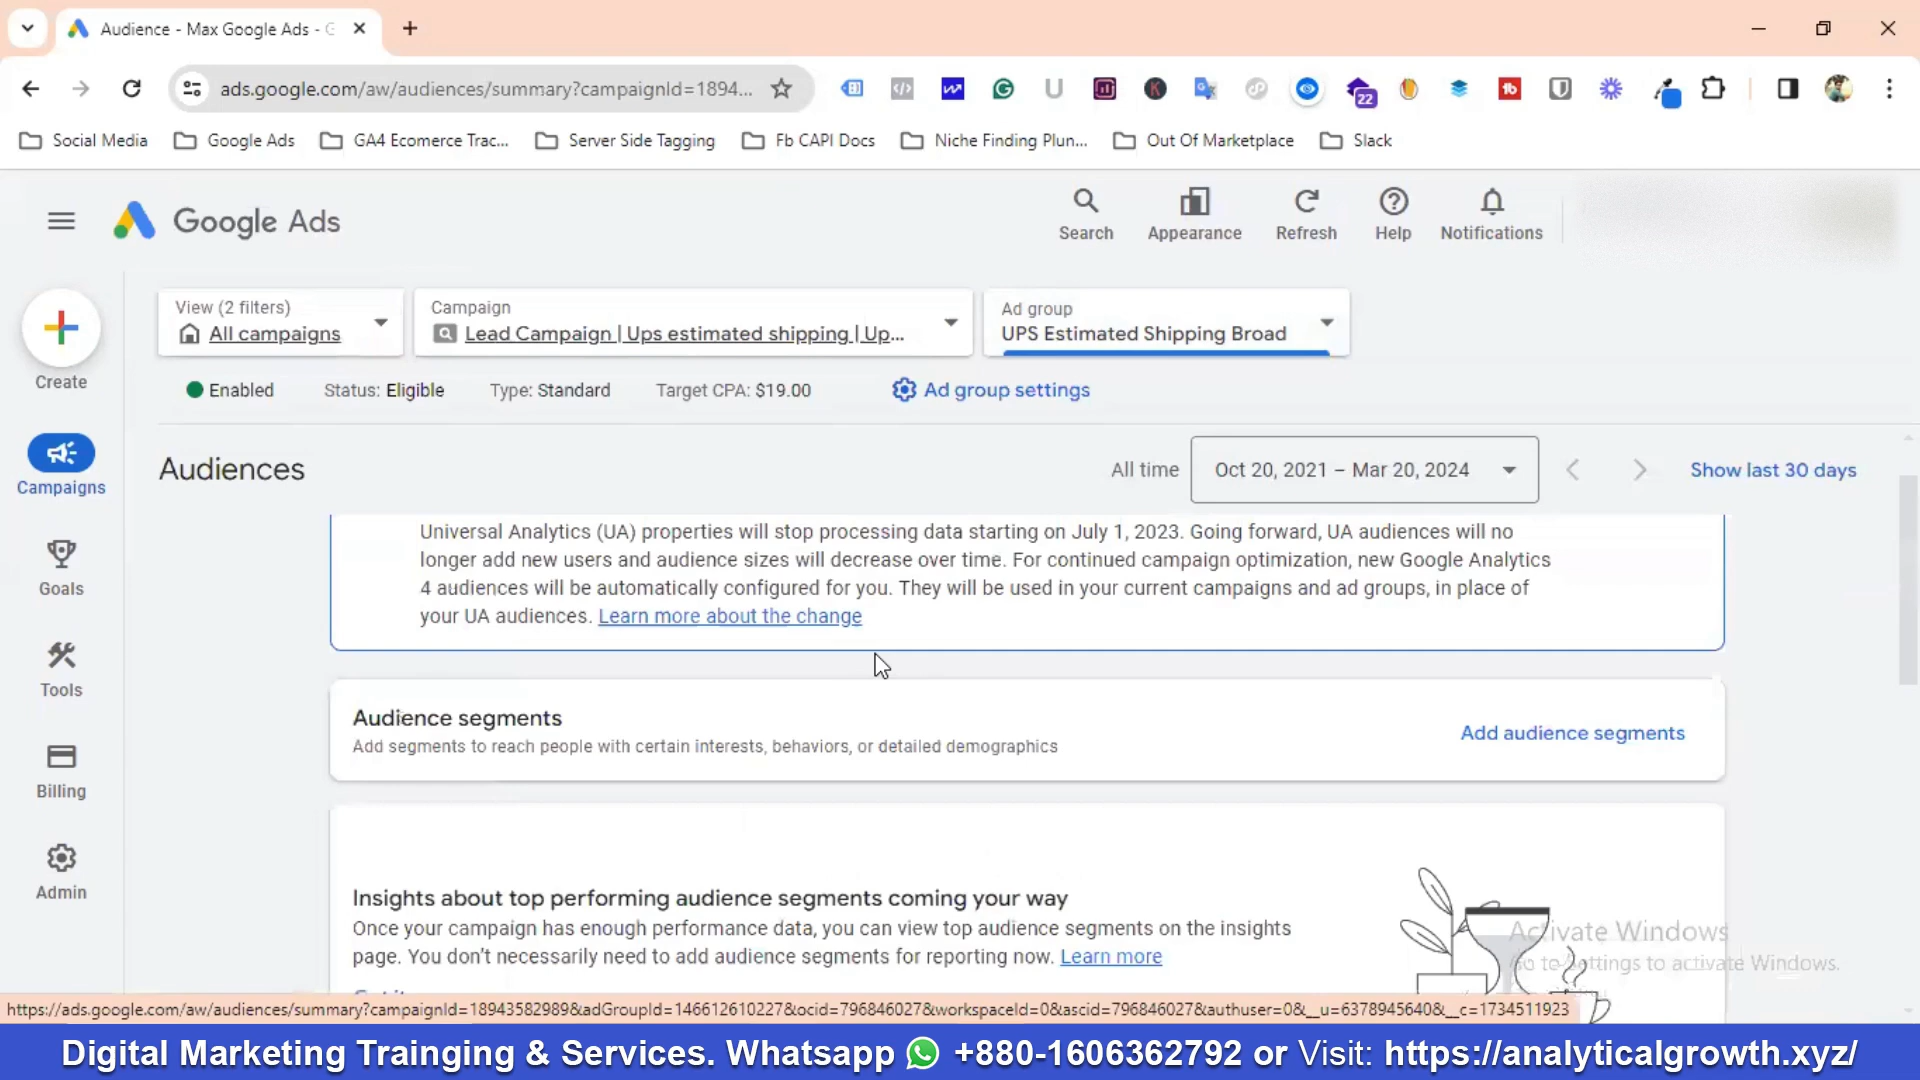 Audience - Max Google Ads - G
ads.google.com/aw/audiences/summary?campaignId=1894...
22
Social Media
Google Ads
GA4 Ecomerce Trac...
Server Side Tagging
Fb CAPI Docs
Niche Finding Plun...
Out Of Marketplace
Slack
Google Ads
Search
Appearance
Refresh
Help
Notifications
Create
View (2 filters)
All campaigns
Campaign
Lead Campaign | Ups estimated shipping | Up...
Ad group
UPS Estimated Shipping Broad
Enabled
Status: Eligible
Type: Standard
Target CPA: $19.00
Ad group settings
Campaigns
Goals
Tools
Billing
Admin
Audiences
All time
Oct 20, 2021 – Mar 20, 2024
Show last 30 days
Universal Analytics (UA) properties will stop processing data starting on July 1, 2023. Going forward, UA audiences will no
longer add new users and audience sizes will decrease over time. For continued campaign optimization, new Google Analytics
4 audiences will be automatically configured for you. They will be used in your current campaigns and ad groups, in place of
your UA audiences. Learn more about the change
Audience segments
Add segments to reach people with certain interests, behaviors, or detailed demographics
Add audience segments
Insights about top performing audience segments coming your way
Once your campaign has enough performance data, you can view top audience segments on the insights
page. You don't necessarily need to add audience segments for reporting now. Learn more
Activate Windows
Go to Settings to activate Windows.
https://ads.google.com/aw/audiences/summary?campaignId=18943582989&adGroupId=146612610227&ocid=796846027&workspaceId=0&ascid=796846027&authuser=0&__u=6378945640&__c=1734511923
Digital Marketing Trainging & Services. Whatsapp +880-1606362792 or Visit: https://analyticalgrowth.xyz/